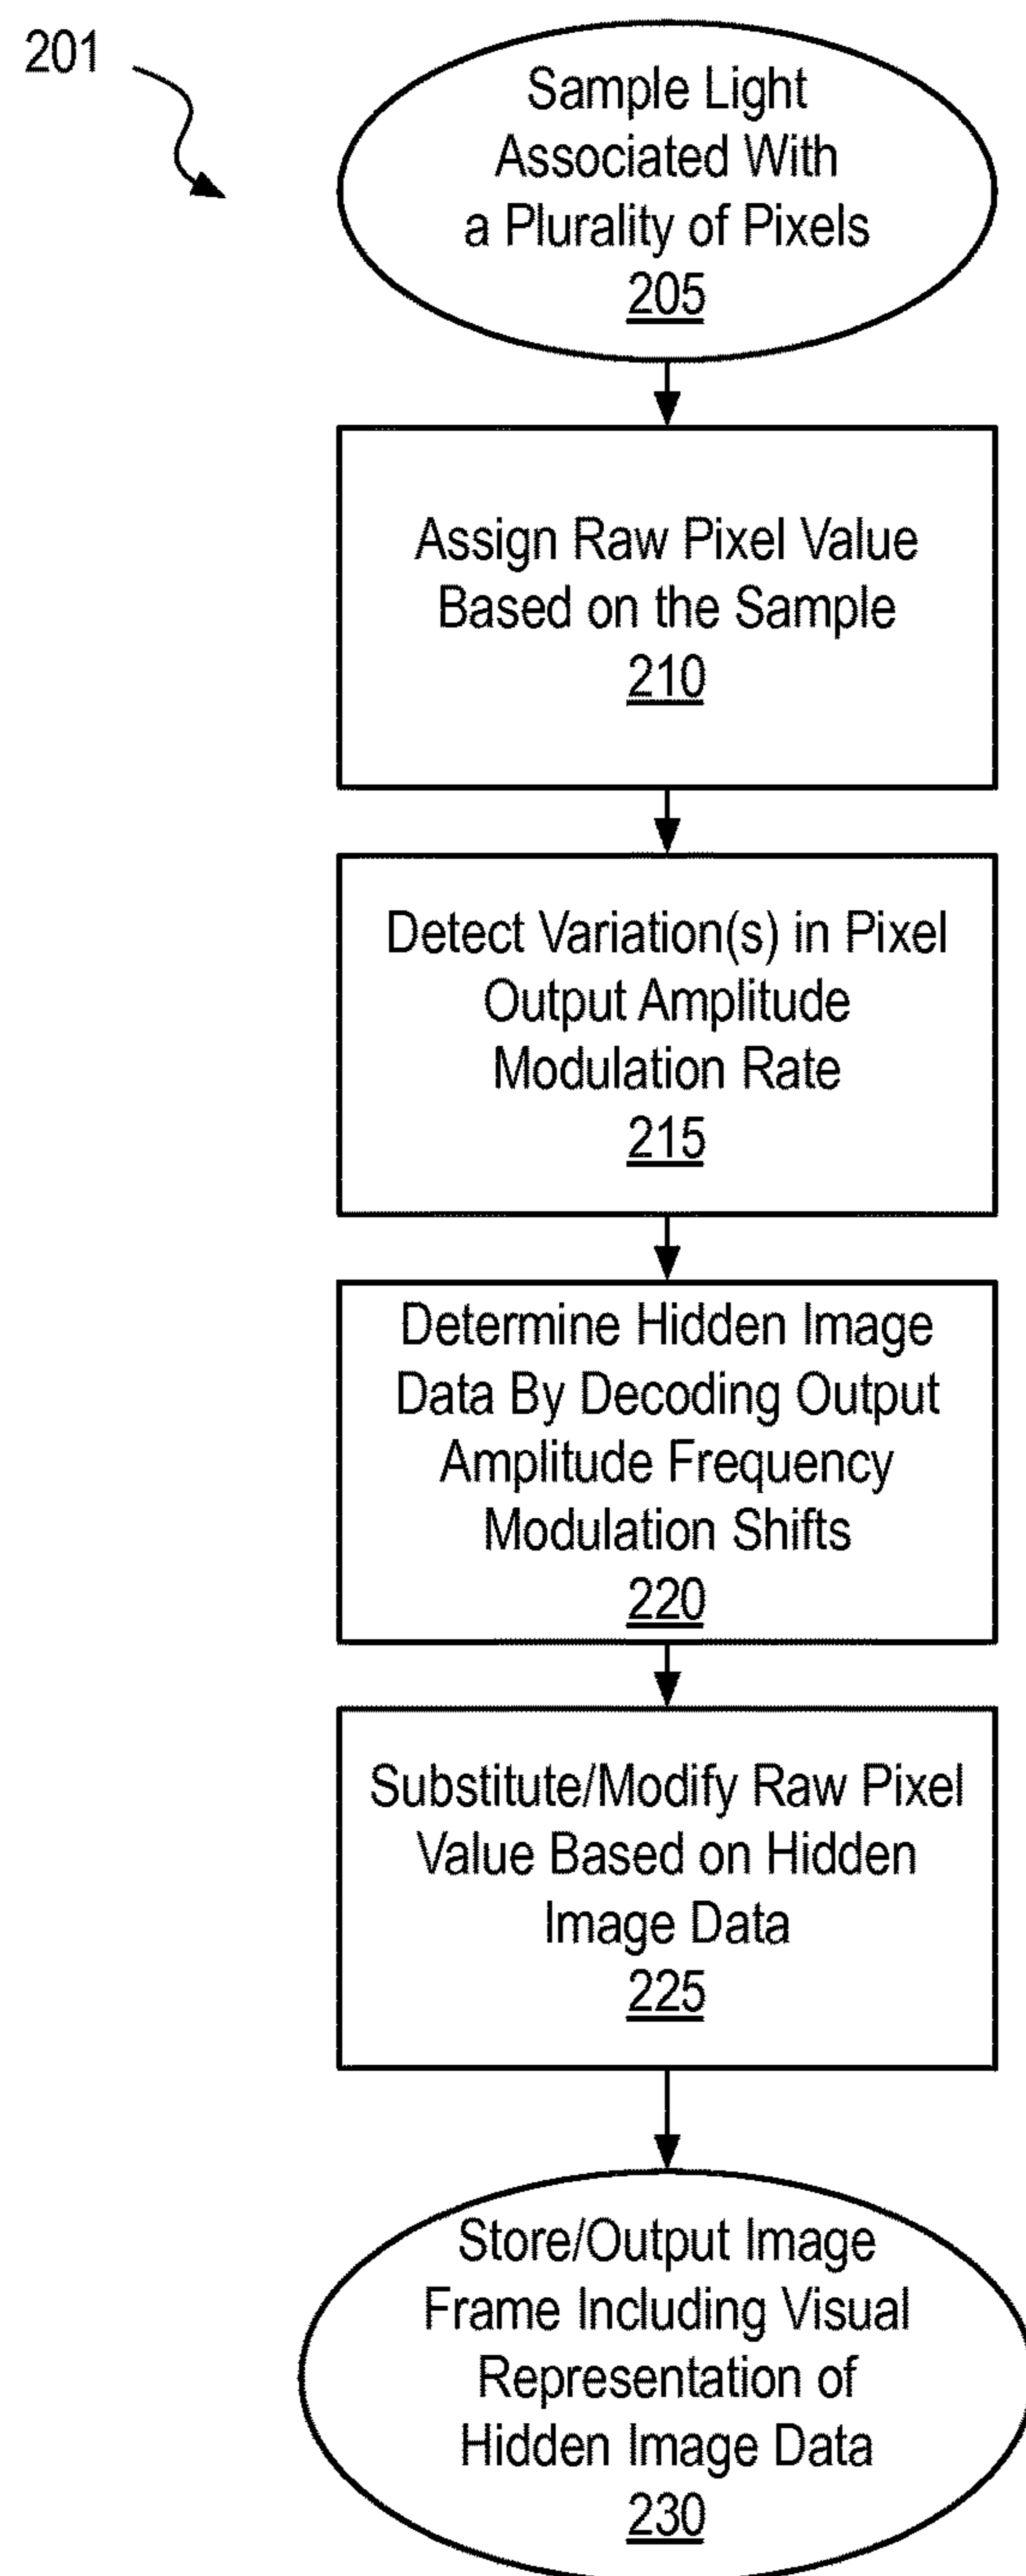 201
Sample Light
Associated With
a Plurality of Pixels
205
Assign Raw Pixel Value
Based on the Sample
210
Detect Variation(s) in Pixel
Output Amplitude
Modulation Rate
215
Determine Hidden Image
Data By Decoding Output
Amplitude Frequency
Modulation Shifts
220
Substitute/Modify Raw Pixel
Value Based on Hidden
Image Data
225
Store/Output Image
Frame Including Visual
Representation of
Hidden Image Data
230